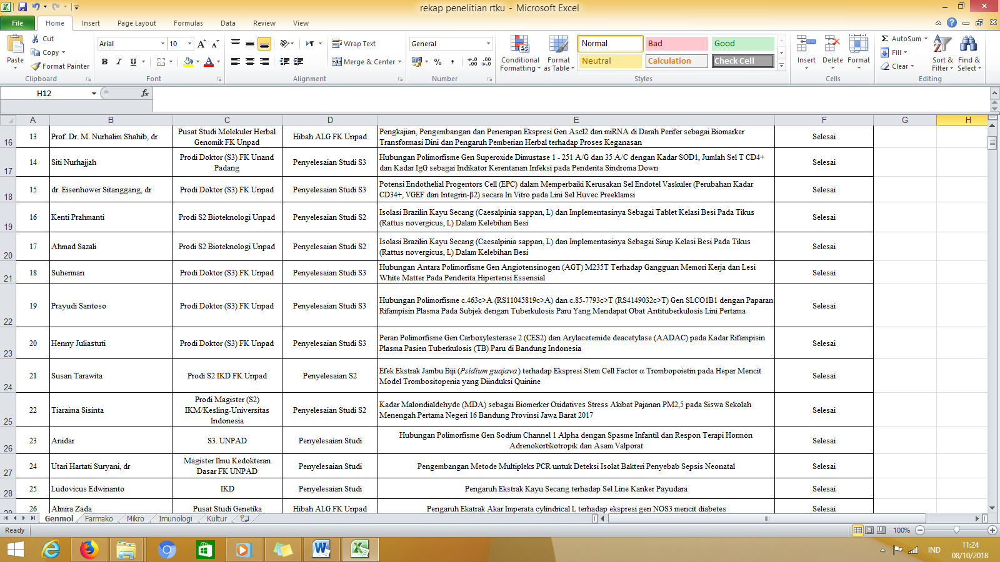 rekap penelitian rtku - Microsoft Excel
File Home Insert Page Layout Formulas Data Review View
Paste Cut Copy Format Painter Clipboard
Arial 10 A A B I U A Font
Wrap Text Merge & Center Alignment
General % , Number
Conditional Formatting Format as Table
Normal Bad Good
Neutral Calculation Check Cell
Styles
Insert Delete Format Cells
AutoSum Fill Clear Sort & Filter Find & Select Editing
H12 fx
A B C D E F G H
16 13 Prof. Dr. M. Nurhalim Shahib, dr Pusat Studi Molekuler Herbal Genomik FK Unpad Hibah ALG FK Unpad Pengkajian, Pengembangan dan Penerapan Ekspresi Gen Ascl2 dan miRNA di Darah Perifer sebagai Biomarker Transformasi Dini dan Pengaruh Pemberian Herbal terhadap Proses Keganasan Selesai
17 14 Siti Nurhajjah Prodi Doktor (S3) FK Unand Padang Penyelesaian Studi S3 Hubungan Polimorfisme Gen Superoxide Dimustase 1 - 251 A/G dan 35 A/C dengan Kadar SOD1, Jumlah Sel T CD4+ dan Kadar IgG sebagai Indikator Kerentanan Infeksi pada Penderita Sindroma Down Selesai
18 15 dr. Eisenhower Sitanggang, dr Prodi Doktor (S3) FK Unpad Penyelesaian Studi S3 Potensi Endothelial Progentors Cell (EPC) dalam Memperbaiki Kerusakan Sel Endotel Vaskuler (Perubahan Kadar CD34+, VGEF dan Integrin-β2) secara In Vitro pada Lini Sel Huvec Preeklamsi Selesai
19 16 Kenti Prahmanti Prodi S2 Bioteknologi Unpad Penyelesaian Studi S2 Isolasi Brazilin Kayu Secang (Caesalpinia sappan, L) dan Implementasinya Sebagai Tablet Kelasi Besi Pada Tikus (Rattus novergicus, L) Dalam Kelebihan Besi Selesai
20 17 Ahmad Sazali Prodi S2 Bioteknologi Unpad Penyelesaian Studi S2 Isolasi Brazilin Kayu Secang (Caesalpinia sappan, L) dan Implementasinya Sebagai Sirup Kelasi Besi Pada Tikus (Rattus novergicus, L) Dalam Kelebihan Besi Selesai
21 18 Suherman Prodi Doktor (S3) FK Unpad Penyelesaian Studi S3 Hubungan Antara Polimorfisme Gen Angiotensinogen (AGT) M235T Terhadap Gangguan Memori Kerja dan Lesi White Matter Pada Penderita Hipertensi Essensial Selesai
22 19 Prayudi Santoso Prodi Doktor (S3) FK Unpad Penyelesaian Studi S3 Hubungan Polimorfisme c.463c>A (RS11045819c>A) dan c.85-7793c>T (RS4149032c>T) Gen SLCO1B1 dengan Paparan Rifampisin Plasma Pada Subjek dengan Tuberkulosis Paru Yang Mendapat Obat Antituberkulosis Lini Pertama Selesai
23 20 Henny Juliastuti Prodi Doktor (S3) FK Unpad Penyelesaian Studi S3 Peran Polimorfisme Gen Carboxylesterase 2 (CES2) dan Arylacetemide deacetylase (AADAC) pada Kadar Rifampisin Plasma Pasien Tuberkulosis (TB) Paru di Bandung Indonesia Selesai
24 21 Susan Tarawita Prodi S2 IKD FK Unpad Penyelesaian S2 Efek Ekstrak Jambu Biji (Psidium guajava ) terhadap Ekspresi Stem Cell Factor α Trombopoietin pada Hepar Mencit Model Trombositopenia yang Diinduksi Quinine Selesai
25 22 Tiaraima Sisinta Prodi Magister (S2) IKM/Kesling-Universitas Indonesia Penyelesaian Studi S2 Kadar Malondialdehyde (MDA) sebagai Biomerker Oxidatives Stress Akibat Pajanan PM2,5 pada Siswa Sekolah Menengah Pertama Negeri 16 Bandung Provinsi Jawa Barat 2017 Selesai
26 23 Anidar S3. UNPAD Penyelesaian Studi Hubungan Polimorfisme Gen Sodium Channel 1 Alpha dengan Spasme Infantil dan Respon Terapi Hormon Adrenokortikotropik dan Asam Valporat Selesai
27 24 Utari Hartati Suryani, dr Magister Ilmu Kedokteran Dasar FK UNPAD Penyelesaian Studi Pengembangan Metode Multipleks PCR untuk Deteksi Isolat Bakteri Penyebab Sepsis Neonatal Selesai
28 25 Ludovicus Edwinanto IKD Penyelesaian Studi Pengaruh Ekstrak Kayu Secang terhadap Sel Line Kanker Payudara Selesai
29 26 Almira Zada Pusat Studi Genetika Hibah ALG FK Unpad Pengaruh Ekatrak Akar Imperata cylindrical L terhadap ekspresi gen NOS3 mencit diabetes Selesai
Genmol Farmako Mikro Imunologi Kultur
Ready 100%
IND 11:24
08/10/2018